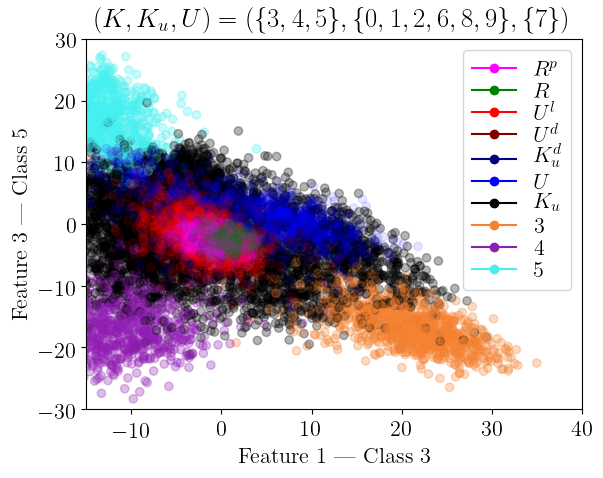 (K, K_u, U) = ({3, 4, 5}, {0, 1, 2, 6, 8, 9}, {7})
30
20
10
0
−10
−20
−30
Feature 3 — Class 5
−10
0
10
20
30
40
Feature 1 — Class 3
R^p
R
U^l
U^d
K_u^d
U
K_u
3
4
5